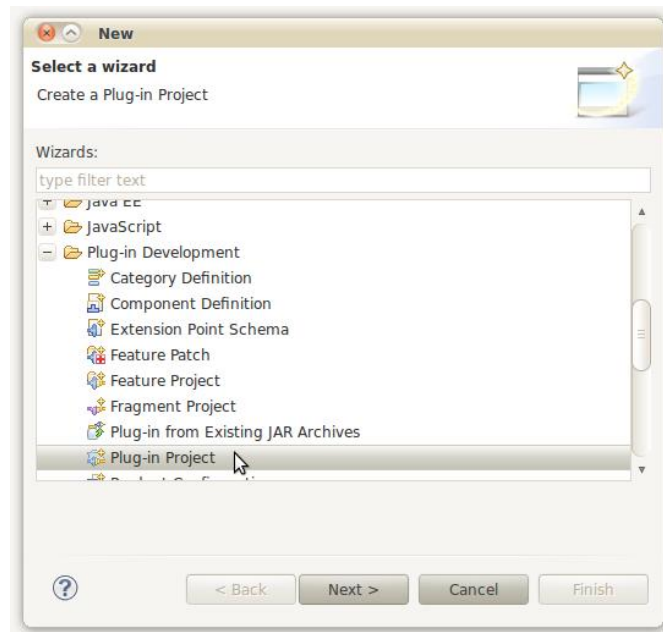 New
Select a wizard
Create a Plug-in Project
Wizards:
type filter text
Java EE
JavaScript
Plug-in Development
Category Definition
Component Definition
Extension Point Schema
Feature Patch
Feature Project
Fragment Project
Plug-in from Existing JAR Archives
Plug-in Project
? < Back Next > Cancel Finish